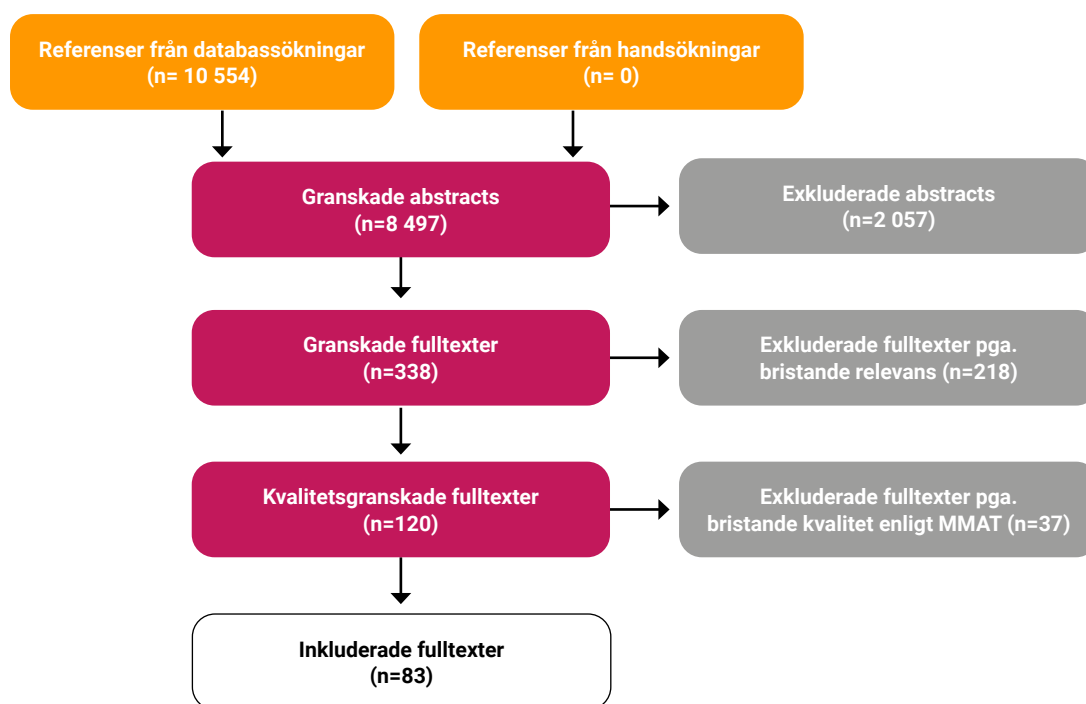 Referenser från databassökningar
(n= 10 554)
Referenser från handsökningar
(n= 0)
Granskade abstracts
(n=8 497)
Exkluderade abstracts
(n=2 057)
Granskade fulltexter
(n=338)
Exkluderade fulltexter pga.
bristande relevans (n=218)
Kvalitetsgranskade fulltexter
(n=120)
Exkluderade fulltexter pga.
bristande kvalitet enligt MMAT (n=37)
Inkluderade fulltexter
(n=83)